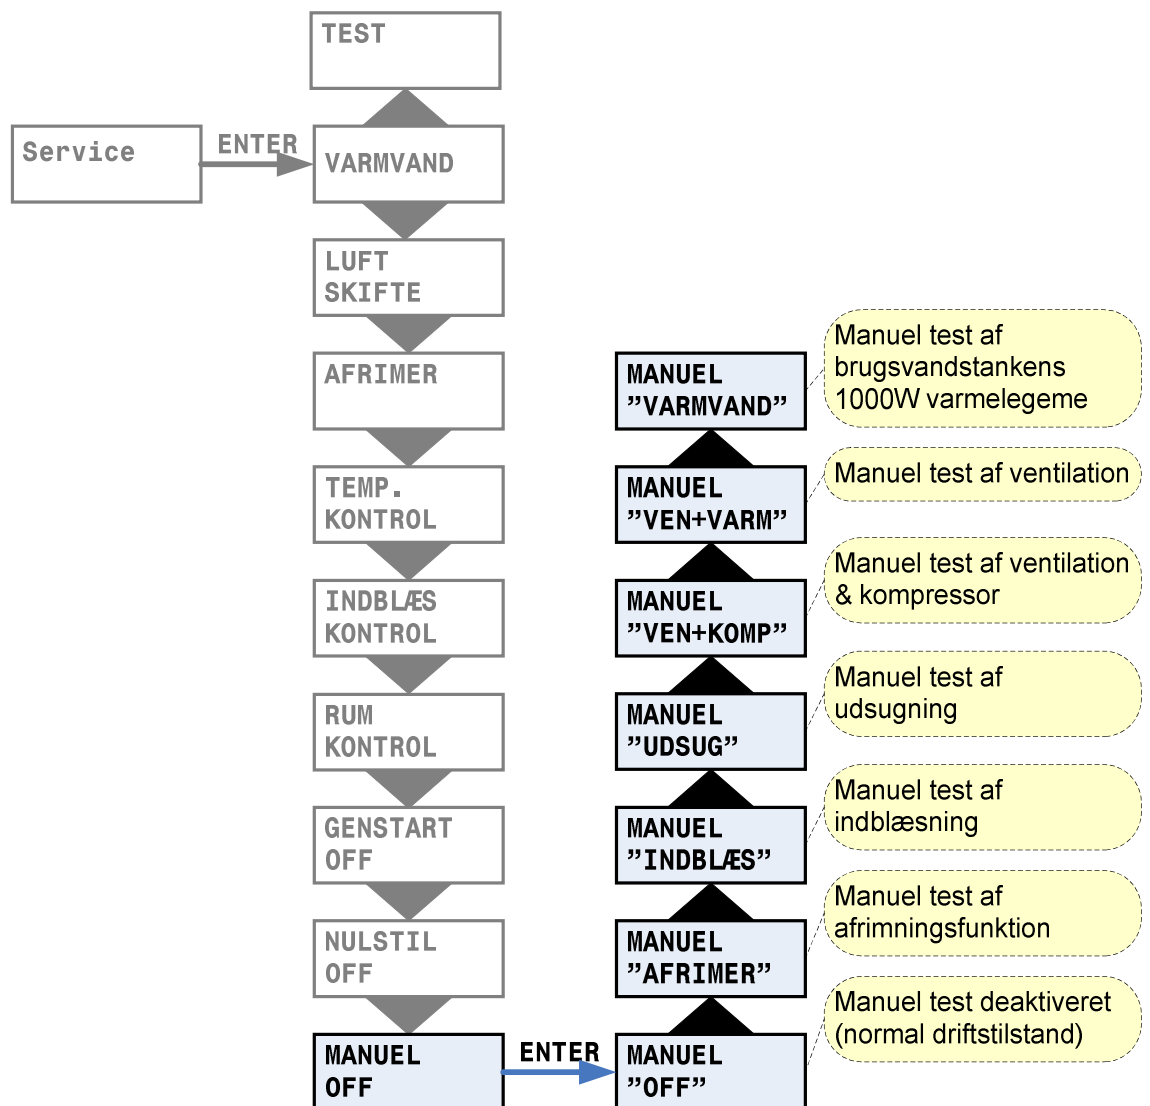 TEST
Service
ENTER
VARMVAND
LUFT
SKIFTE
AFRIMER
TEMP.
KONTROL
INDBLÆS
KONTROL
RUM
KONTROL
GENSTART
OFF
NULSTIL
OFF
MANUEL
OFF
ENTER
MANUEL
”VARMVAND”
Manuel test af
brugsvandstankens
1000W varmelegeme
MANUEL
”VEN+VARM”
Manuel test af ventilation
MANUEL
”VEN+KOMP”
Manuel test af ventilation
& kompressor
MANUEL
”UDSUG”
Manuel test af
udsugning
MANUEL
”INDBLÆS”
Manuel test af
indblæsning
MANUEL
”AFRIMER”
Manuel test af
afrimningsfunktion
MANUEL
”OFF”
Manuel test deaktiveret
(normal driftstilstand)